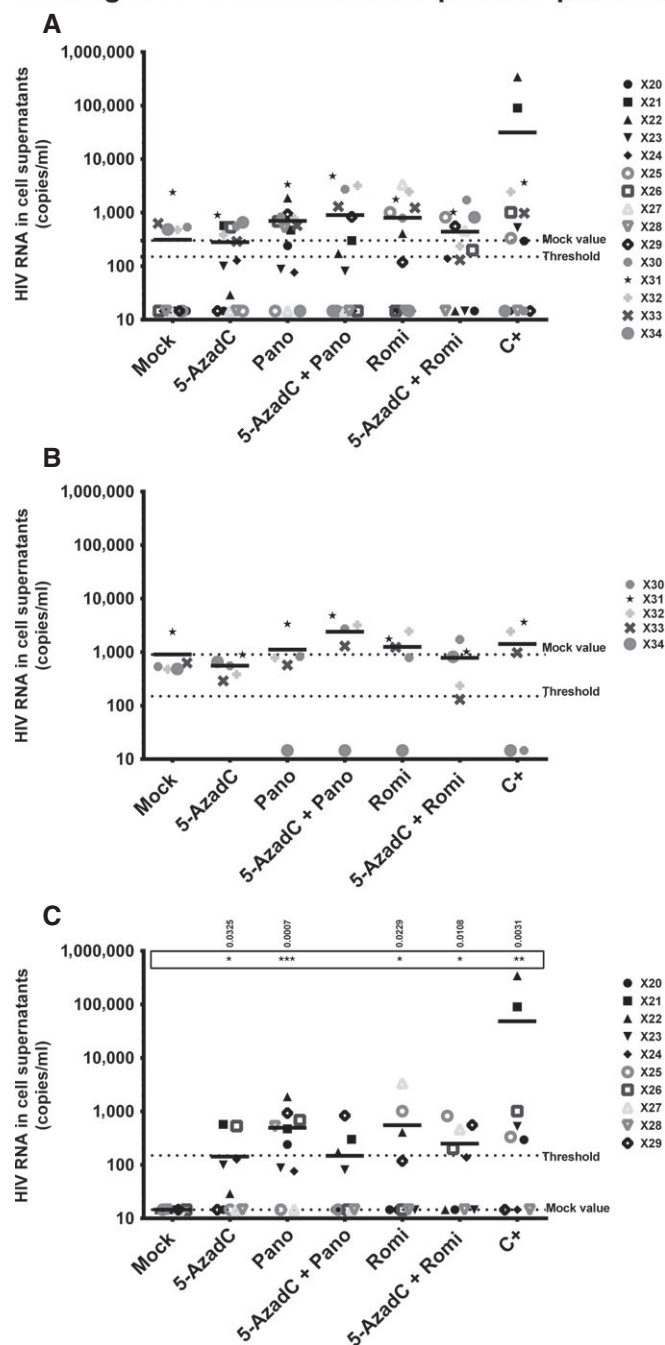 A
HIV RNA in cell supernatants
(copies/ml)
1,000,000
100,000
10,000
1,000
100
10
Mock value
Threshold
Mock
5-AzadC
Pano
5-AzadC + Pano
Romi
5-AzadC + Romi
C+
X20
X21
X22
X23
X24
X25
X26
X27
X28
X29
X30
X31
X32
X33
X34
B
HIV RNA in cell supernatants
(copies/ml)
1,000,000
100,000
10,000
1,000
100
10
Mock value
Threshold
Mock
5-AzadC
Pano
5-AzadC + Pano
Romi
5-AzadC + Romi
C+
X30
X31
X32
X33
X34
C
HIV RNA in cell supernatants
(copies/ml)
0.0325
0.0007
0.0229
0.0108
0.0031
* *** * * **
1,000,000
100,000
10,000
1,000
100
10
Threshold
Mock value
Mock
5-AzadC
Pano
5-AzadC + Pano
Romi
5-AzadC + Romi
C+
X20
X21
X22
X23
X24
X25
X26
X27
X28
X29